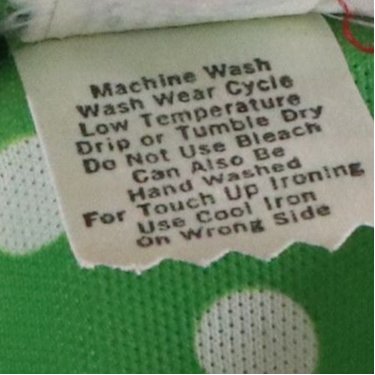 Machine Wash
Wash Wear Cycle
Low Temperature
Drip or Tumble Dry
Do Not Use Bleach
Can Also Be
Hand Washed
For Touch Up Ironing
Use Cool Iron
On Wrong Side